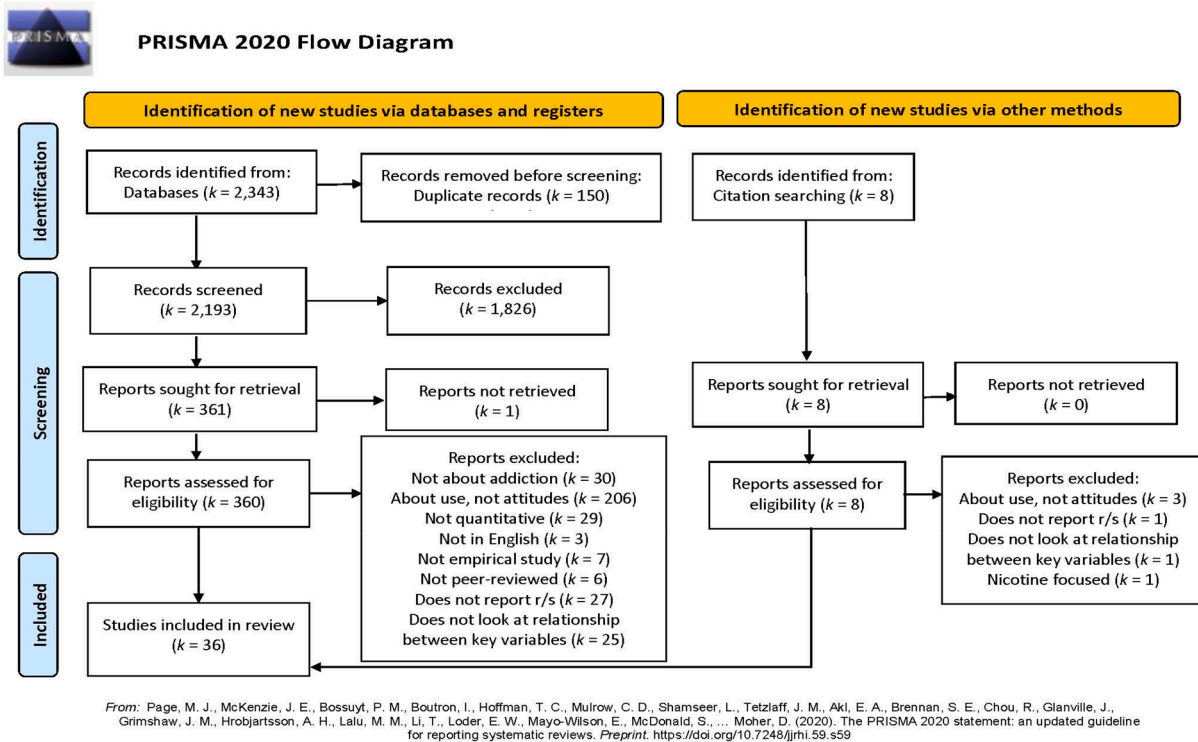 PRISMA
PRISMA 2020 Flow Diagram
Identification of new studies via databases and registers
Identification of new studies via other methods
Identification
Records identified from:
Databases (k = 2,343)
Records removed before screening:
Duplicate records (k = 150)
Records identified from:
Citation searching (k = 8)
Screening
Records screened
(k = 2,193)
Records excluded
(k = 1,826)
Reports sought for retrieval
(k = 361)
Reports not retrieved
(k = 1)
Reports sought for retrieval
(k = 8)
Reports not retrieved
(k = 0)
Reports assessed for
eligibility (k = 360)
Reports excluded:
Not about addiction (k = 30)
About use, not attitudes (k = 206)
Not quantitative (k = 29)
Not in English (k = 3)
Not empirical study (k = 7)
Not peer-reviewed (k = 6)
Does not report r/s (k = 27)
Does not look at relationship
between key variables (k = 25)
Reports assessed for
eligibility (k = 8)
Reports excluded:
About use, not attitudes (k = 3)
Does not report r/s (k = 1)
Does not look at relationship
between key variables (k = 1)
Nicotine focused (k = 1)
Included
Studies included in review
(k = 36)
From: Page, M. J., McKenzie, J. E., Bossuyt, P. M., Boutron, I., Hoffman, T. C., Mulrow, C. D., Shamseer, L., Tetzlaff, J. M., Akl, E. A., Brennan, S. E., Chou, R., Glanville, J.,
Grimshaw, J. M., Hrobjartsson, A. H., Lalu, M. M., Li, T., Loder, E. W., Mayo-Wilson, E., McDonald, S., ... Moher, D. (2020). The PRISMA 2020 statement: an updated guideline
for reporting systematic reviews. Preprint. https://doi.org/10.7248/jjrhi.59.s59